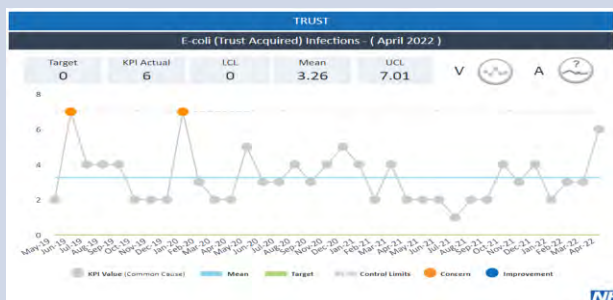 TRUST
E-coli (Trust Acquired) Infections - ( April 2022 )
Target KPI Actual LCL Mean UCL V A ?
0 6 0 3.26 7.01
8
6
4
2
0
May-19 Jun-19 Jul-19 Aug-19 Sep-19 Oct-19 Nov-19 Dec-19 Jan-20 Feb-20 Mar-20 Apr-20 May-20 Jun-20 Jul-20 Aug-20 Sep-20 Oct-20 Nov-20 Dec-20 Jan-21 Feb-21 Mar-21 Apr-21 May-21 Jun-21 Jul-21 Aug-21 Sep-21 Oct-21 Nov-21 Dec-21 Jan-22 Feb-22 Mar-22 Apr-22
KPI Value (Common Cause) Mean Target Control Limits Concern Improvement